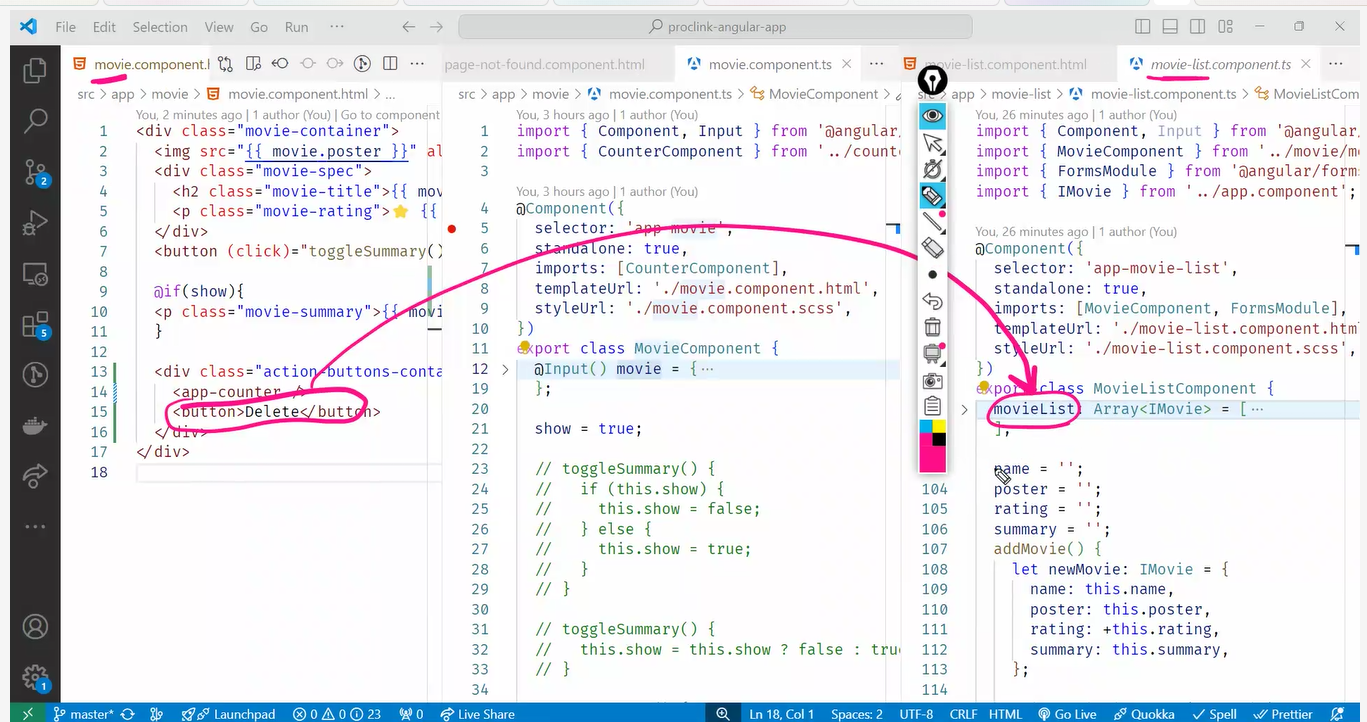 File Edit Selection View Go Run ··· proclink-angular-app
movie.component.l
page-not-found.component.html
movie.component.ts
movie-list.component.html
movie-list.component.ts
src > app > movie > movie.component.html > ...
src > app > movie > movie.component.ts > MovieComponent >
src > app > movie-list > movie-list.component.ts > MovieListCom
You, 2 minutes ago | 1 author (You) | Go to component
1 <div class="movie-container">
2 <img src="{{ movie.poster }}" al
3 <div class="movie-spec">
4 <h2 class="movie-title">{{ mov
5 <p class="movie-rating">⭐ {{
6 </div>
7 <button (click)="toggleSummary()
8
9 @if(show){
10 <p class="movie-summary">{{ movi
11 }
12
13 <div class="action-buttons-conta
14 <app-counter />
15 <button>Delete</button>
16 </div>
17 </div>
18
You, 3 hours ago | 1 author (You)
1 import { Component, Input } from '@angular/
2 import { CounterComponent } from '../counte
3
You, 3 hours ago | 1 author (You)
4 @Component({
5 selector: 'app-movie',
6 standalone: true,
7 imports: [CounterComponent],
8 templateUrl: './movie.component.html',
9 styleUrl: './movie.component.scss',
10 })
11 export class MovieComponent {
12 @Input() movie = {···
19 };
20
21 show = true;
22
23 // toggleSummary() {
24 // if (this.show) {
25 // this.show = false;
26 // } else {
27 // this.show = true;
28 // }
29 // }
30
31 // toggleSummary() {
32 // this.show = this.show ? false : true
33 // }
34
You, 26 minutes ago | 1 author (You)
import { Component, Input } from '@angular/
import { MovieComponent } from '../movie/mo
import { FormsModule } from '@angular/forms
import { IMovie } from '../app.component';
You, 26 minutes ago | 1 author (You)
@Component({
selector: 'app-movie-list',
standalone: true,
imports: [MovieComponent, FormsModule],
templateUrl: './movie-list.component.htm
styleUrl: './movie-list.component.scss',
})
export class MovieListComponent {
movieList: Array<IMovie> = [···
];
name = '';
104 poster = '';
105 rating = '';
106 summary = '';
107 addMovie() {
108 let newMovie: IMovie = {
109 name: this.name,
110 poster: this.poster,
111 rating: +this.rating,
112 summary: this.summary,
113 };
114
2
5
1
master* Launchpad 0 0 23 0 Live Share Ln 18, Col 1 Spaces: 2 UTF-8 CRLF HTML Go Live Quokka Spell Prettier